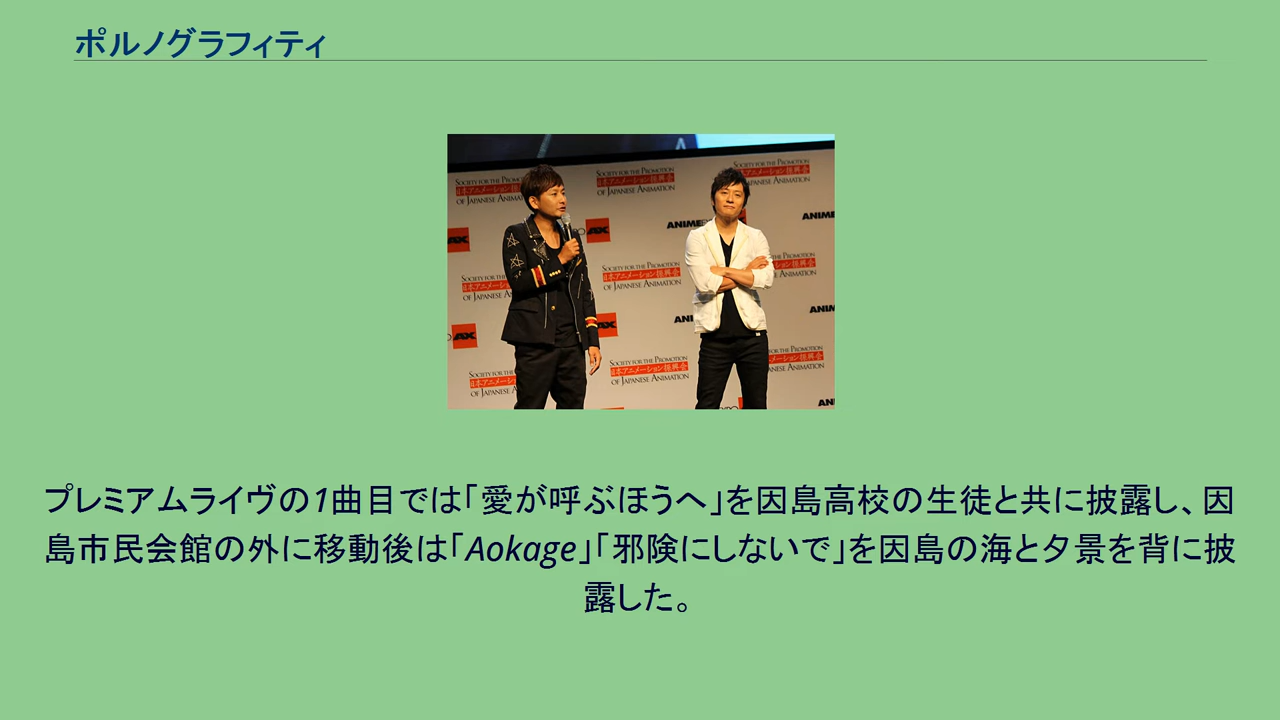 ポルノグラフィティ
SOCIETY FOR THE PROMOTION
日本アニメーション振興会
OF JAPANESE ANIMATION
ANIME
AX
プレミアムライヴの1曲目では「愛が呼ぶほうへ」を因島高校の生徒と共に披露し、因
島市民会館の外に移動後は「Aokage」「邪険にしないで」を因島の海と夕景を背に披
露した。